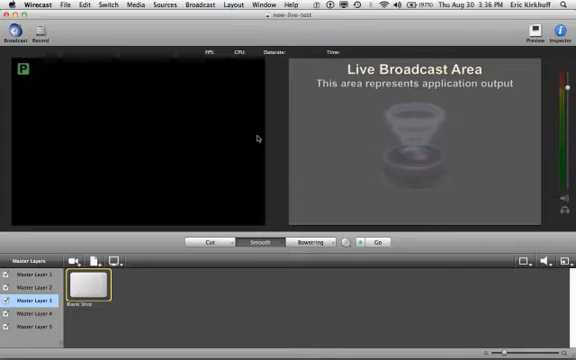 Wirecast File Edit Switch Media Sources Broadcast Layout Window Help (97%) Thu Aug 30 3:36 PM Eric Kirkhuff
new-live-test
Broadcast Record Preview Inspector
FPS: CPU: Datarate: Time:
P
Live Broadcast Area
This area represents application output
Cut Smooth Bowstring Go
Master Layers
Master Layer 1
Master Layer 2
Master Layer 3
Master Layer 4
Master Layer 5
Blank Shot